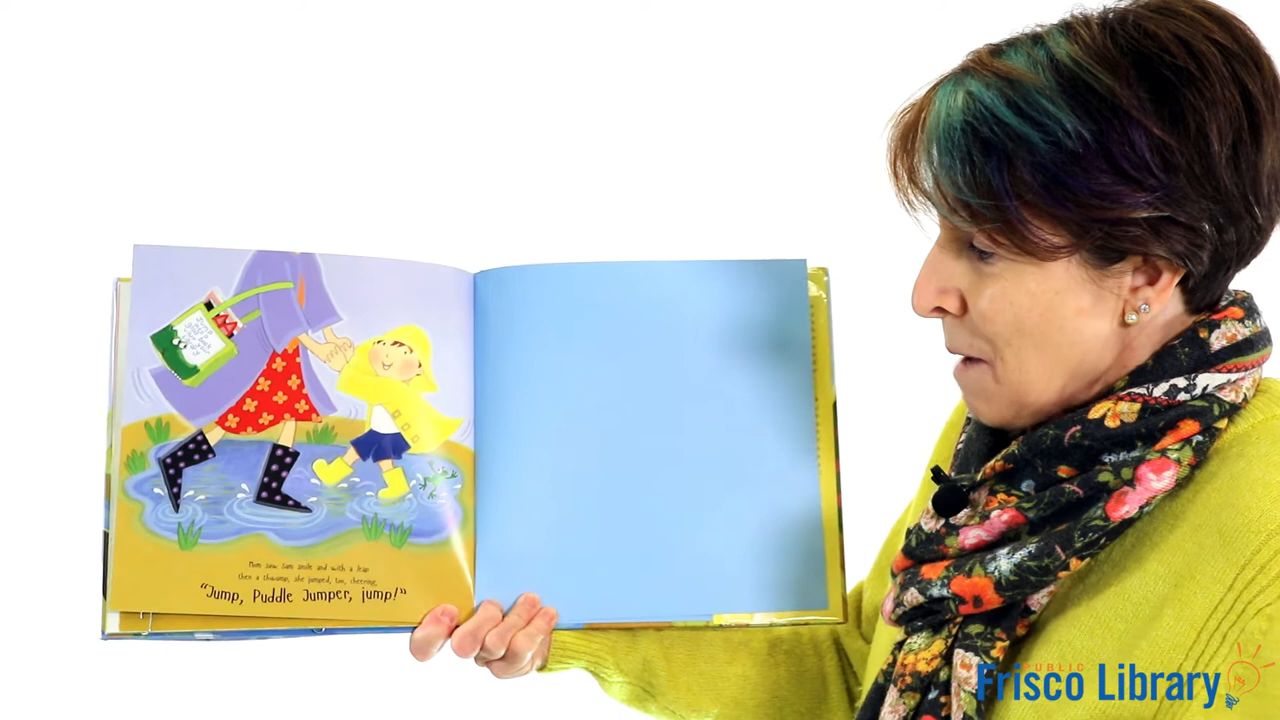 Mom saw Sam smile and with a leap
then a thwump, she jumped, too, cheering,
"Jump, Puddle Jumper, jump!"
PUBLIC
Frisco Library